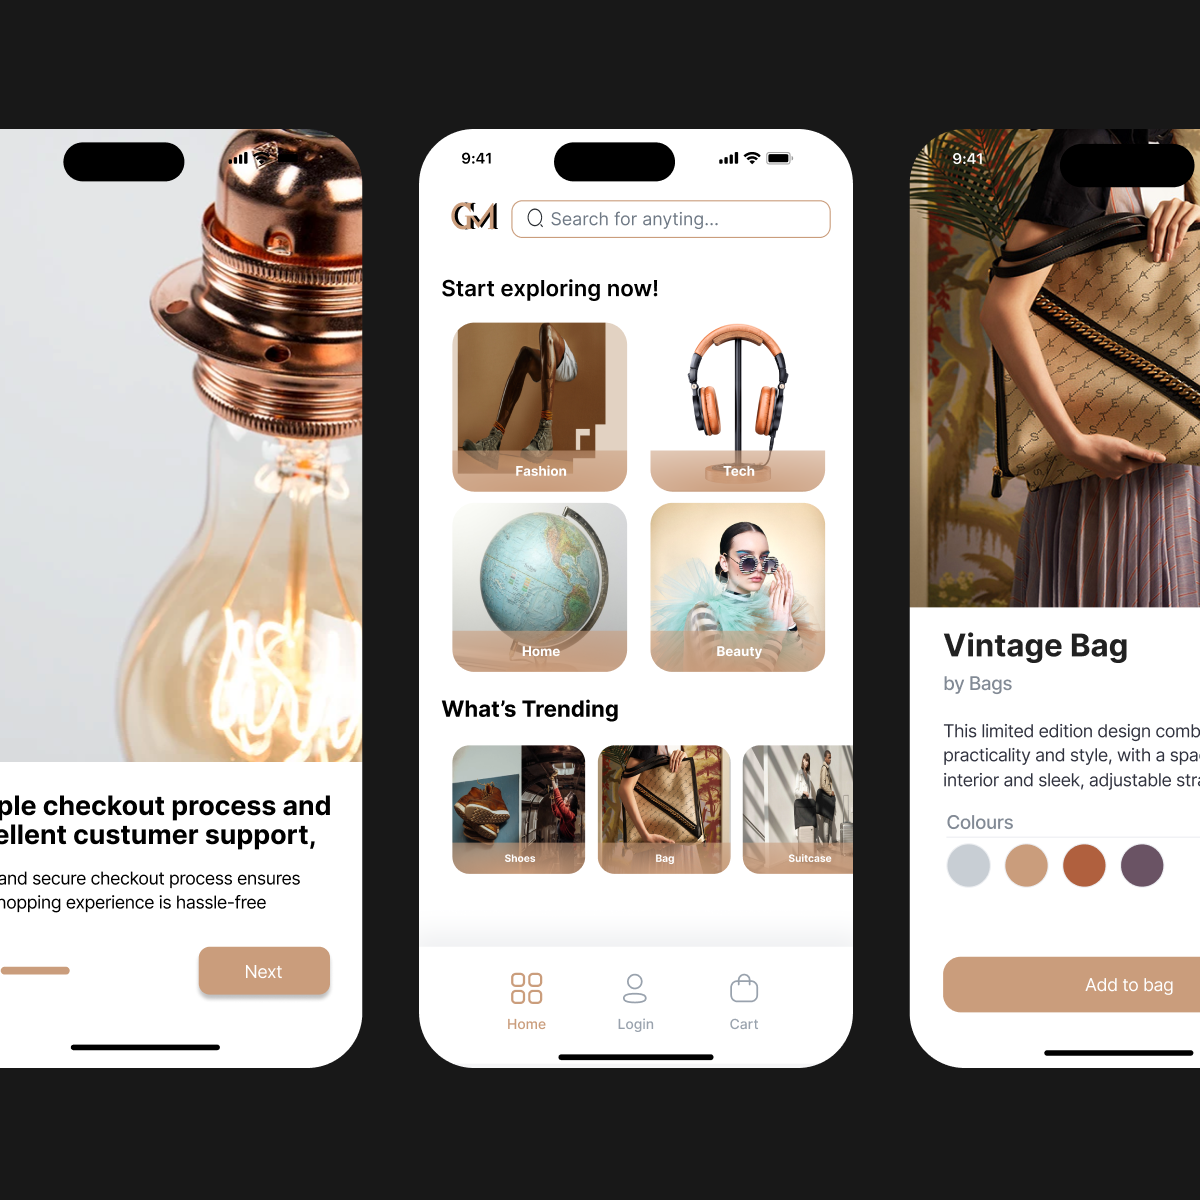 ple checkout process and
ellent custumer support,
and secure checkout process ensures
hopping experience is hassle-free
Next
9:41
GM
Search for anyting...
Start exploring now!
Fashion
Tech
Home
Beauty
What's Trending
Shoes
Bag
Suitcase
Home
Login
Cart
9:41
Vintage Bag
by Bags
This limited edition design comb
practicality and style, with a spa
interior and sleek, adjustable stra
Colours
Add to bag